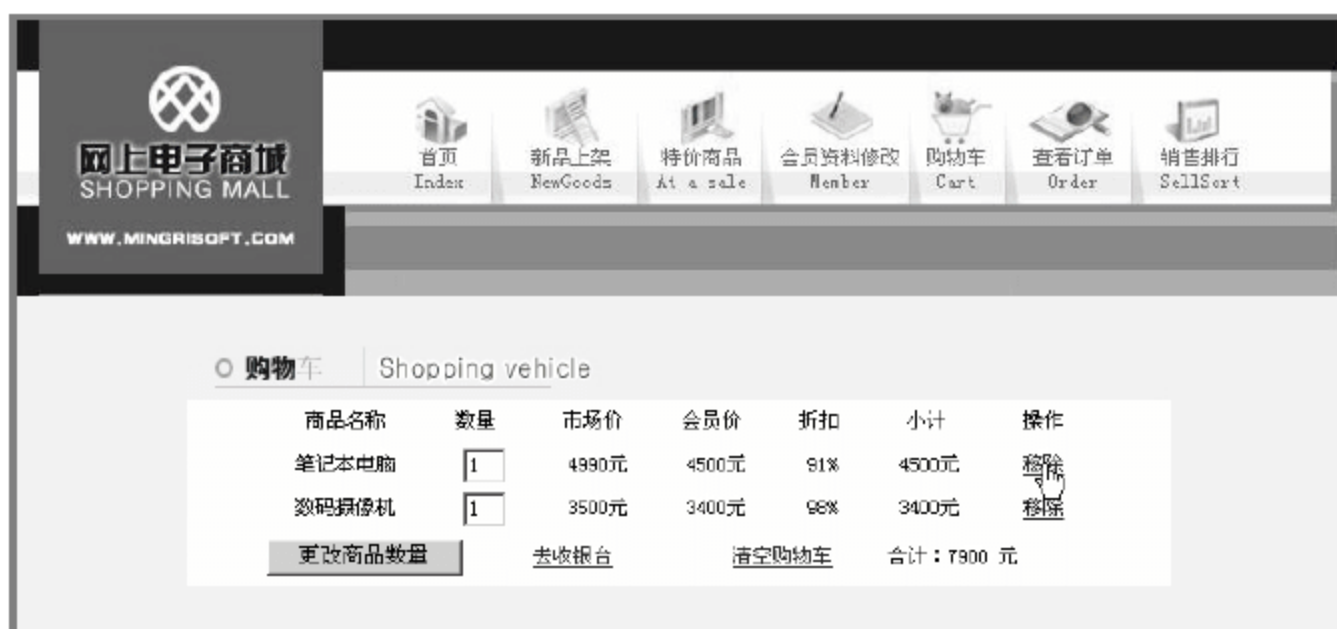 网上电子商城
SHOPPING MALL
WWW.MINGRISOFT.COM
首页 新品上架 特价商品 会员资料修改 购物车 查看订单 销售排行
Index NewGoods At a sale Member Cart Order SellSort
购物车 Shopping vehicle
商品名称 数量 市场价 会员价 折扣 小计 操作
笔记本电脑 1 4990元 4500元 91% 4500元 移除
数码摄像机 1 3500元 3400元 98% 3400元 移除
更改商品数量 去收银台 清空购物车 合计：7900 元